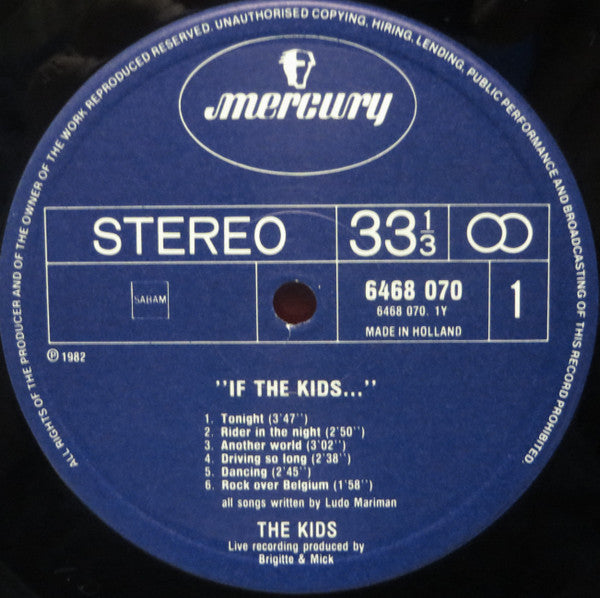 ALL RIGHTS OF THE PRODUCER AND OF THE OWNER OF THE WORK REPRODUCED RESERVED. UNAUTHORISED COPYING, HIRING, LENDING, PUBLIC PERFORMANCE AND BROADCASTING OF THIS RECORD PROHIBITED
mercury
STEREO 33 1/3
SABAM
6468 070
6468 070. 1Y
MADE IN HOLLAND
1
℗ 1982
"IF THE KIDS..."
1. Tonight (3'47")
2. Rider in the night (2'50")
3. Another world (3'02")
4. Driving so long (2'38")
5. Dancing (2'45")
6. Rock over Belgium (1'58")
all songs written by Ludo Mariman
THE KIDS
Live recording produced by
Brigitte & Mick